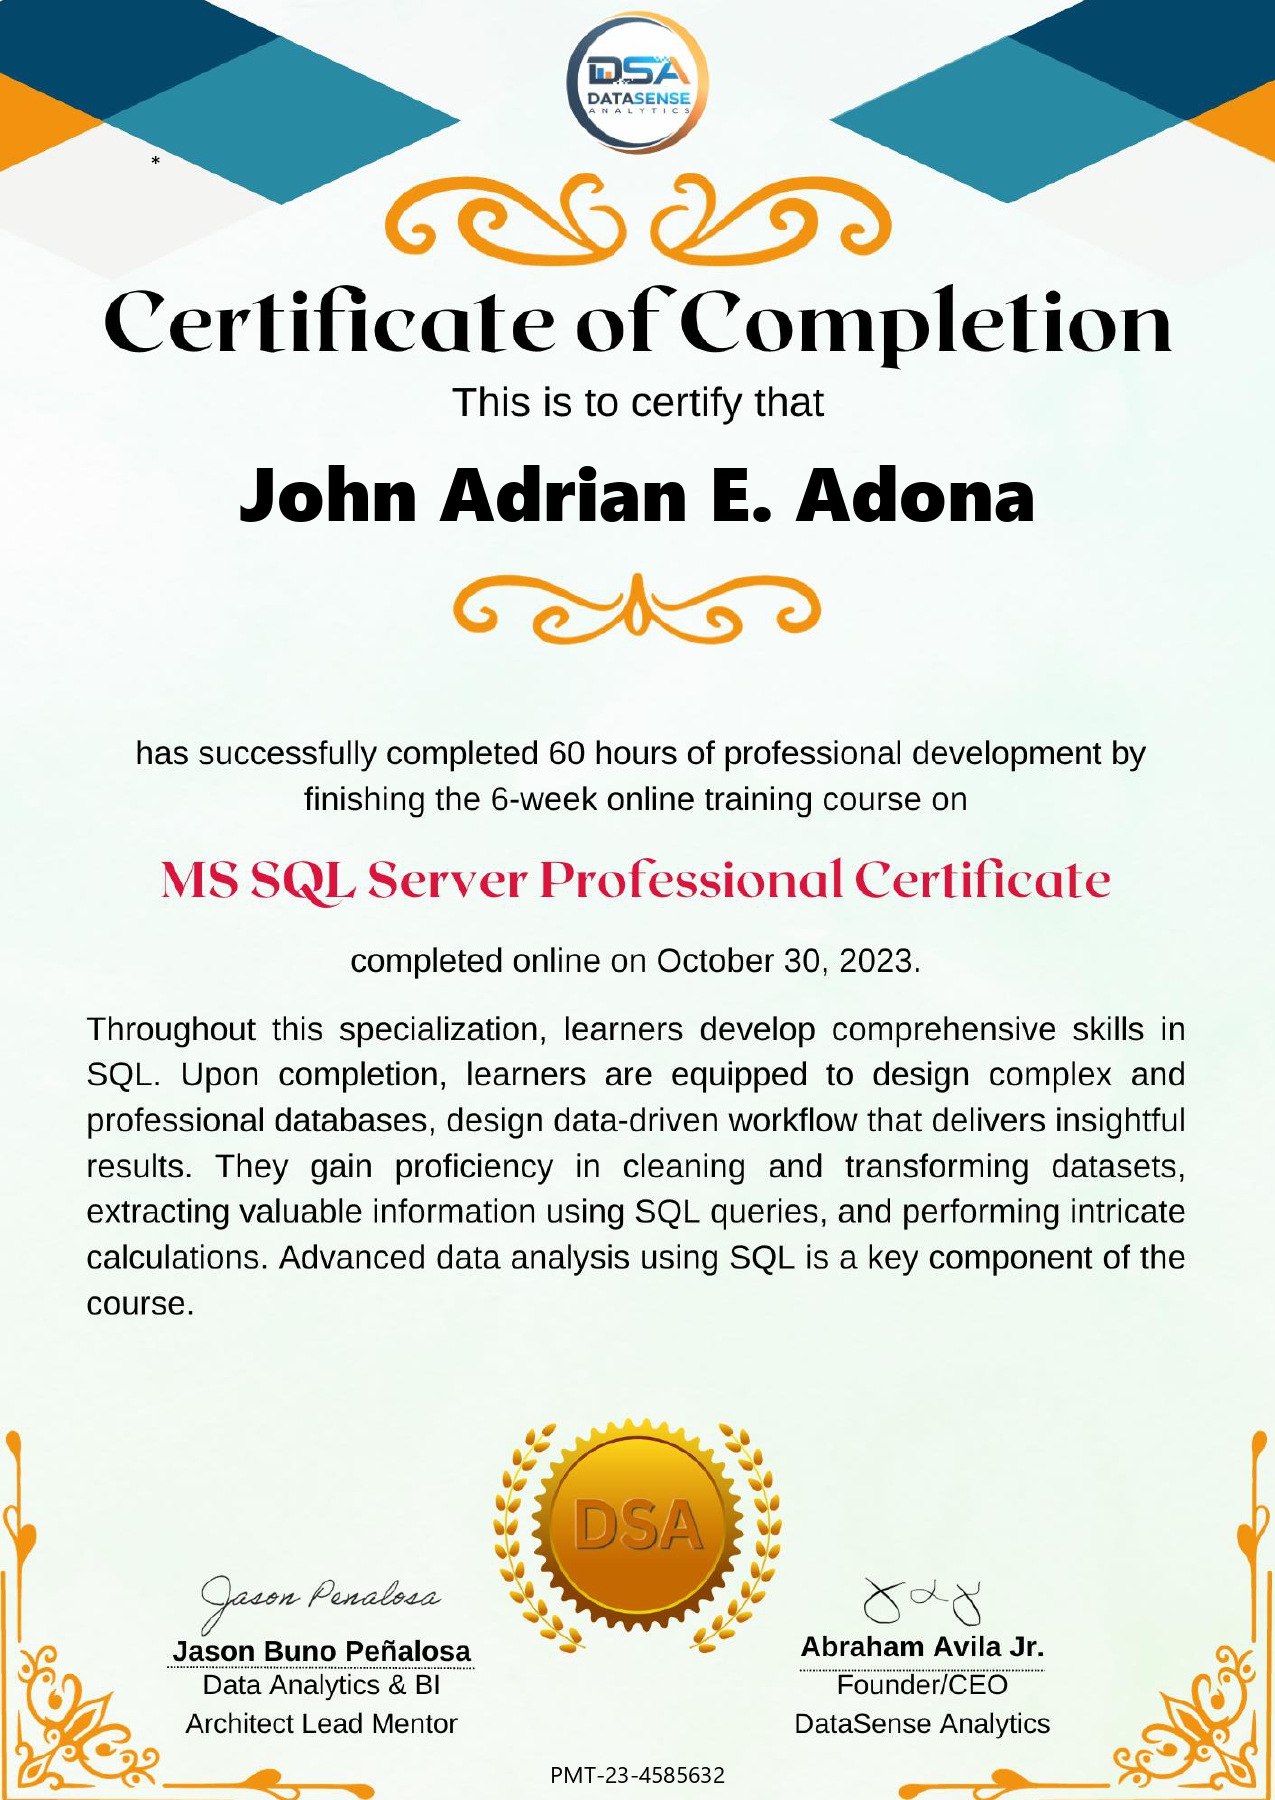 DSA
DATASENSE
ANALYTICS
*
Certificate of Completion
This is to certify that
John Adrian E. Adona
has successfully completed 60 hours of professional development by
finishing the 6-week online training course on
MS SQL Server Professional Certificate
completed online on October 30, 2023.
Throughout this specialization, learners develop comprehensive skills in
SQL. Upon completion, learners are equipped to design complex and
professional databases, design data-driven workflow that delivers insightful
results. They gain proficiency in cleaning and transforming datasets,
extracting valuable information using SQL queries, and performing intricate
calculations. Advanced data analysis using SQL is a key component of the
course.
DSA
Jason Penalosa
Jason Buno Peñalosa
Data Analytics & BI
Architect Lead Mentor
Abraham Avila Jr.
Founder/CEO
DataSense Analytics
PMT-23-4585632